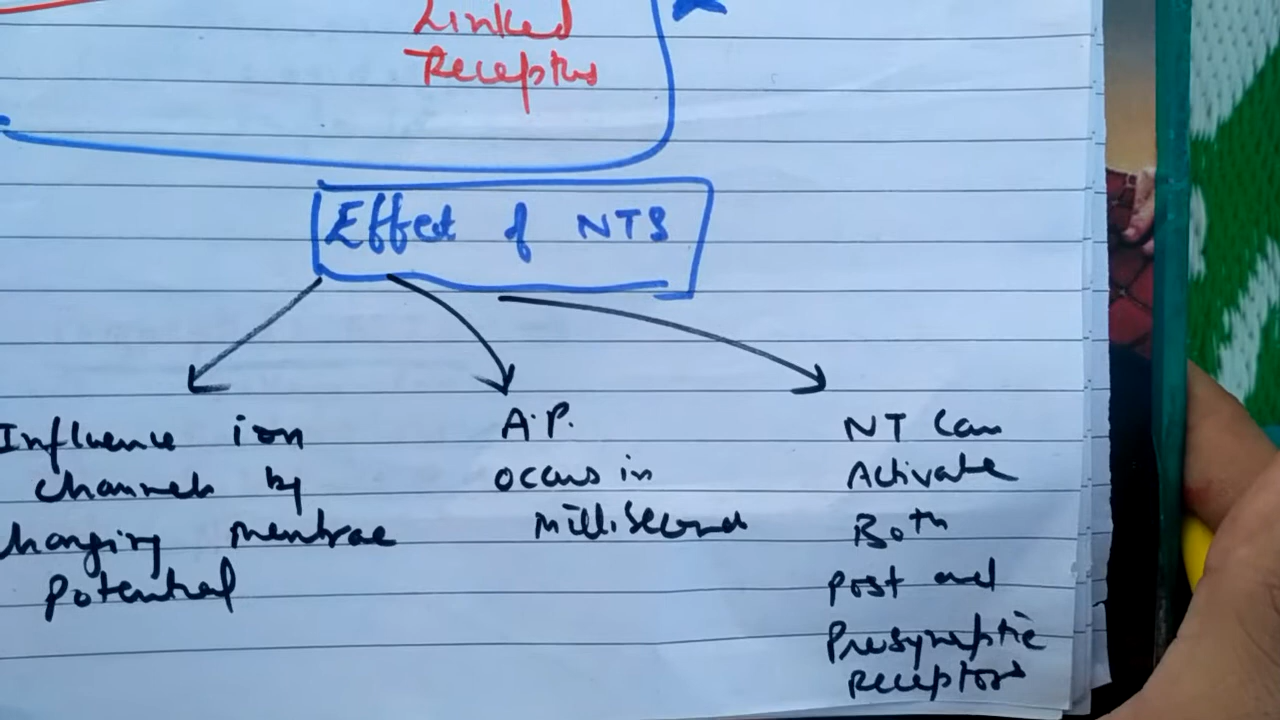 Linked
Receptors
Effect of NTS
Influence ion
channels by
changing membrae
potential
A.P.
occurs in
millisecond
NT Can
Activate
Both
post and
Presynaptic
receptors